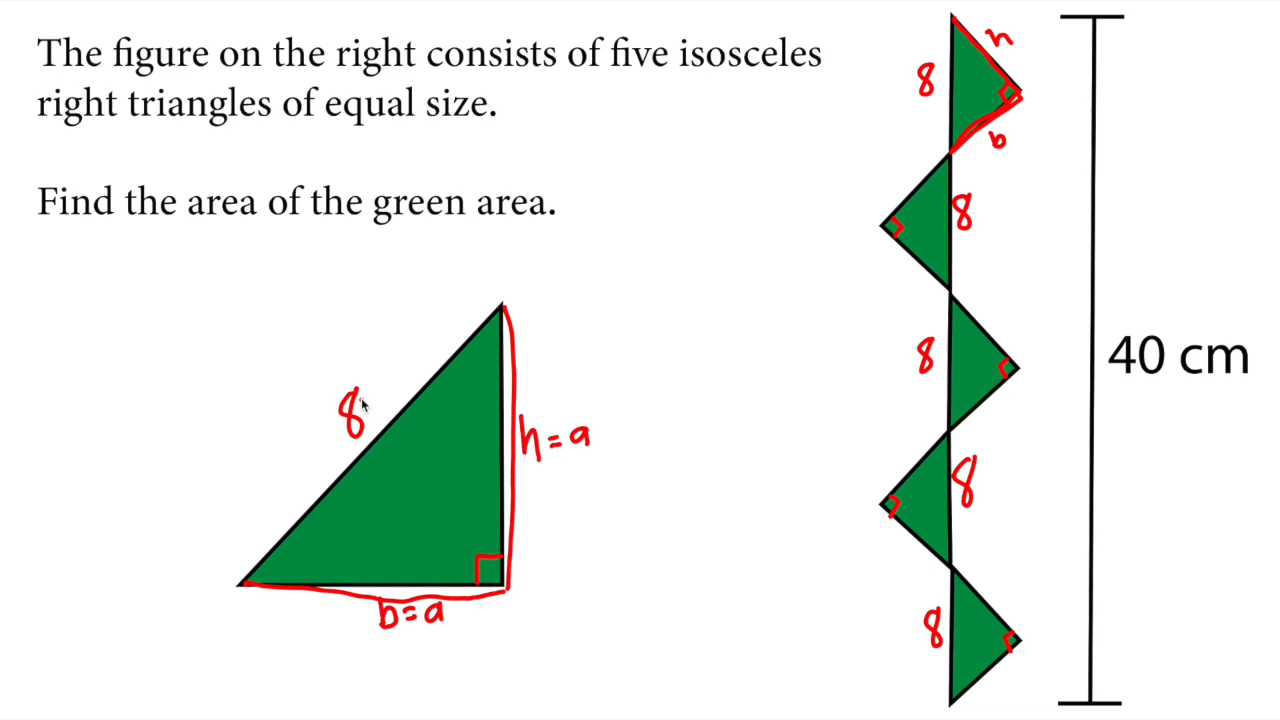 The figure on the right consists of five isosceles
right triangles of equal size.
Find the area of the green area.
8
h = a
b = a
h
8
b
8
8
40 cm
8
8